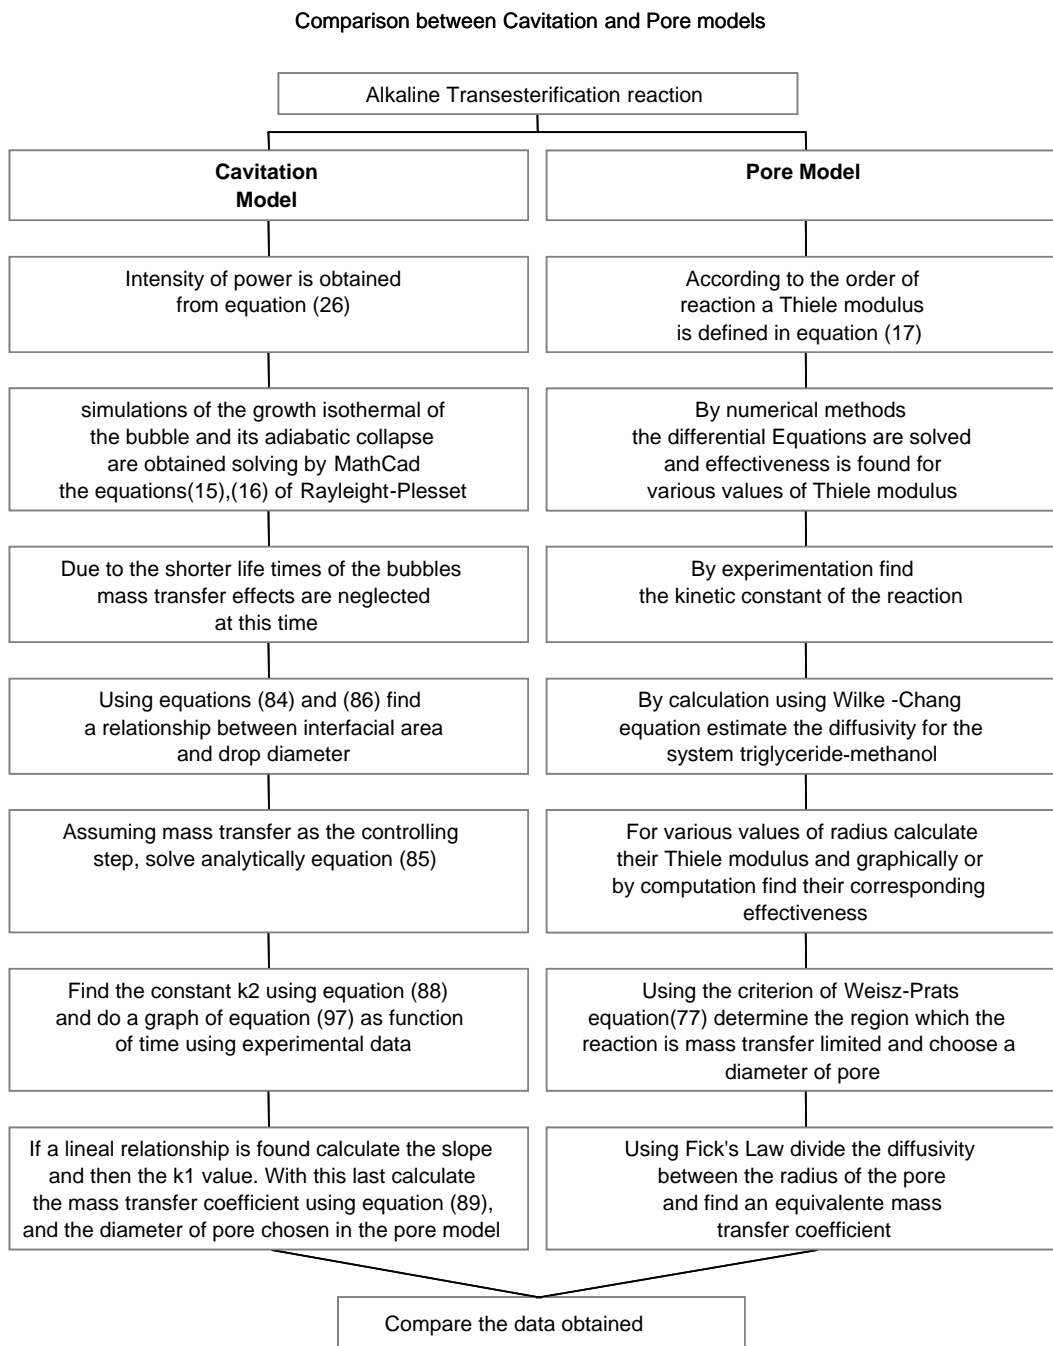 Comparison between Cavitation and Pore models
Alkaline Transesterification reaction
Cavitation
Model
Intensity of power is obtained
from equation (26)
simulations of the growth isothermal of
the bubble and its adiabatic collapse
are obtained solving by MathCad
the equations(15),(16) of Rayleight-Plesset
Due to the shorter life times of the bubbles
mass transfer effects are neglected
at this time
Using equations (84) and (86) find
a relationship between interfacial area
and drop diameter
Assuming mass transfer as the controlling
step, solve analytically equation (85)
Find the constant k2 using equation (88)
and do a graph of equation (97) as function
of time using experimental data
If a lineal relationship is found calculate the slope
and then the k1 value. With this last calculate
the mass transfer coefficient using equation (89),
and the diameter of pore chosen in the pore model
Pore Model
According to the order of
reaction a Thiele modulus
is defined in equation (17)
By numerical methods
the differential Equations are solved
and effectiveness is found for
various values of Thiele modulus
By experimentation find
the kinetic constant of the reaction
By calculation using Wilke -Chang
equation estimate the diffusivity for the
system triglyceride-methanol
For various values of radius calculate
their Thiele modulus and graphically or
by computation find their corresponding
effectiveness
Using the criterion of Weisz-Prats
equation(77) determine the region which the
reaction is mass transfer limited and choose a
diameter of pore
Using Fick's Law divide the diffusivity
between the radius of the pore
and find an equivalente mass
transfer coefficient
Compare the data obtained